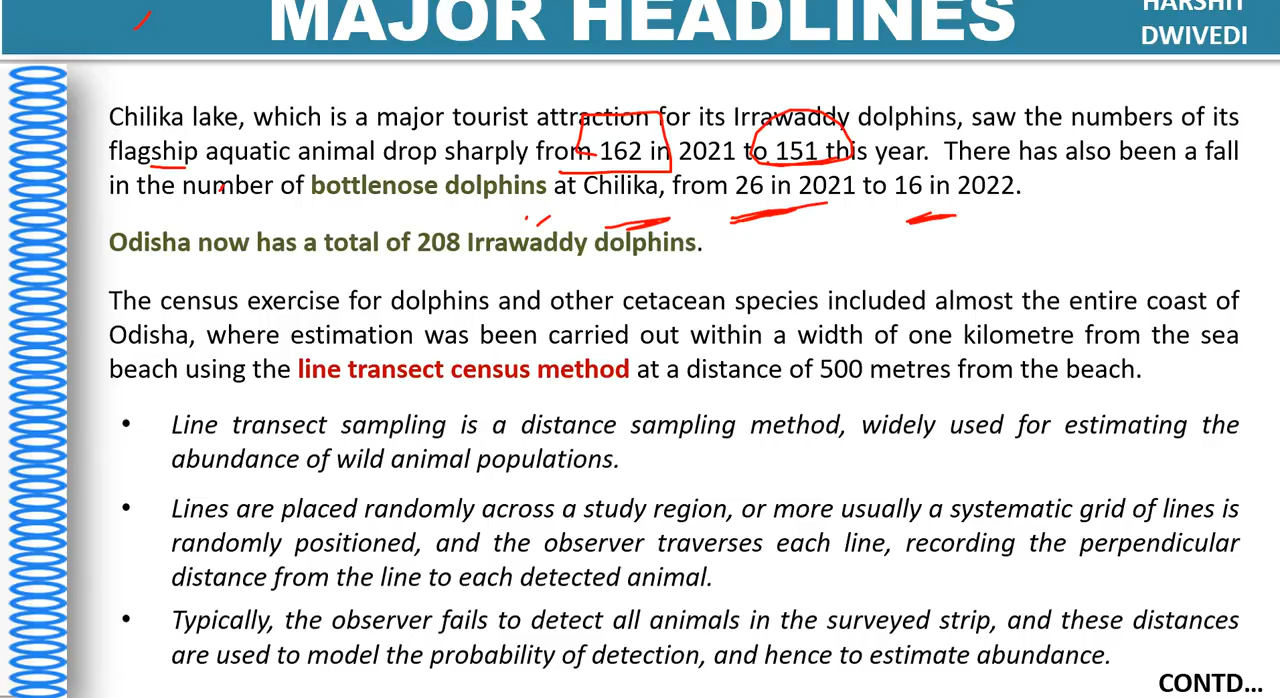 MAJOR HEADLINES
HARSHIT
DWIVEDI
Chilika lake, which is a major tourist attraction for its Irrawaddy dolphins, saw the numbers of its
flagship aquatic animal drop sharply from 162 in 2021 to 151 this year. There has also been a fall
in the number of bottlenose dolphins at Chilika, from 26 in 2021 to 16 in 2022.
Odisha now has a total of 208 Irrawaddy dolphins.
The census exercise for dolphins and other cetacean species included almost the entire coast of
Odisha, where estimation was been carried out within a width of one kilometre from the sea
beach using the line transect census method at a distance of 500 metres from the beach.
• Line transect sampling is a distance sampling method, widely used for estimating the
abundance of wild animal populations.
• Lines are placed randomly across a study region, or more usually a systematic grid of lines is
randomly positioned, and the observer traverses each line, recording the perpendicular
distance from the line to each detected animal.
• Typically, the observer fails to detect all animals in the surveyed strip, and these distances
are used to model the probability of detection, and hence to estimate abundance.
CONTD...